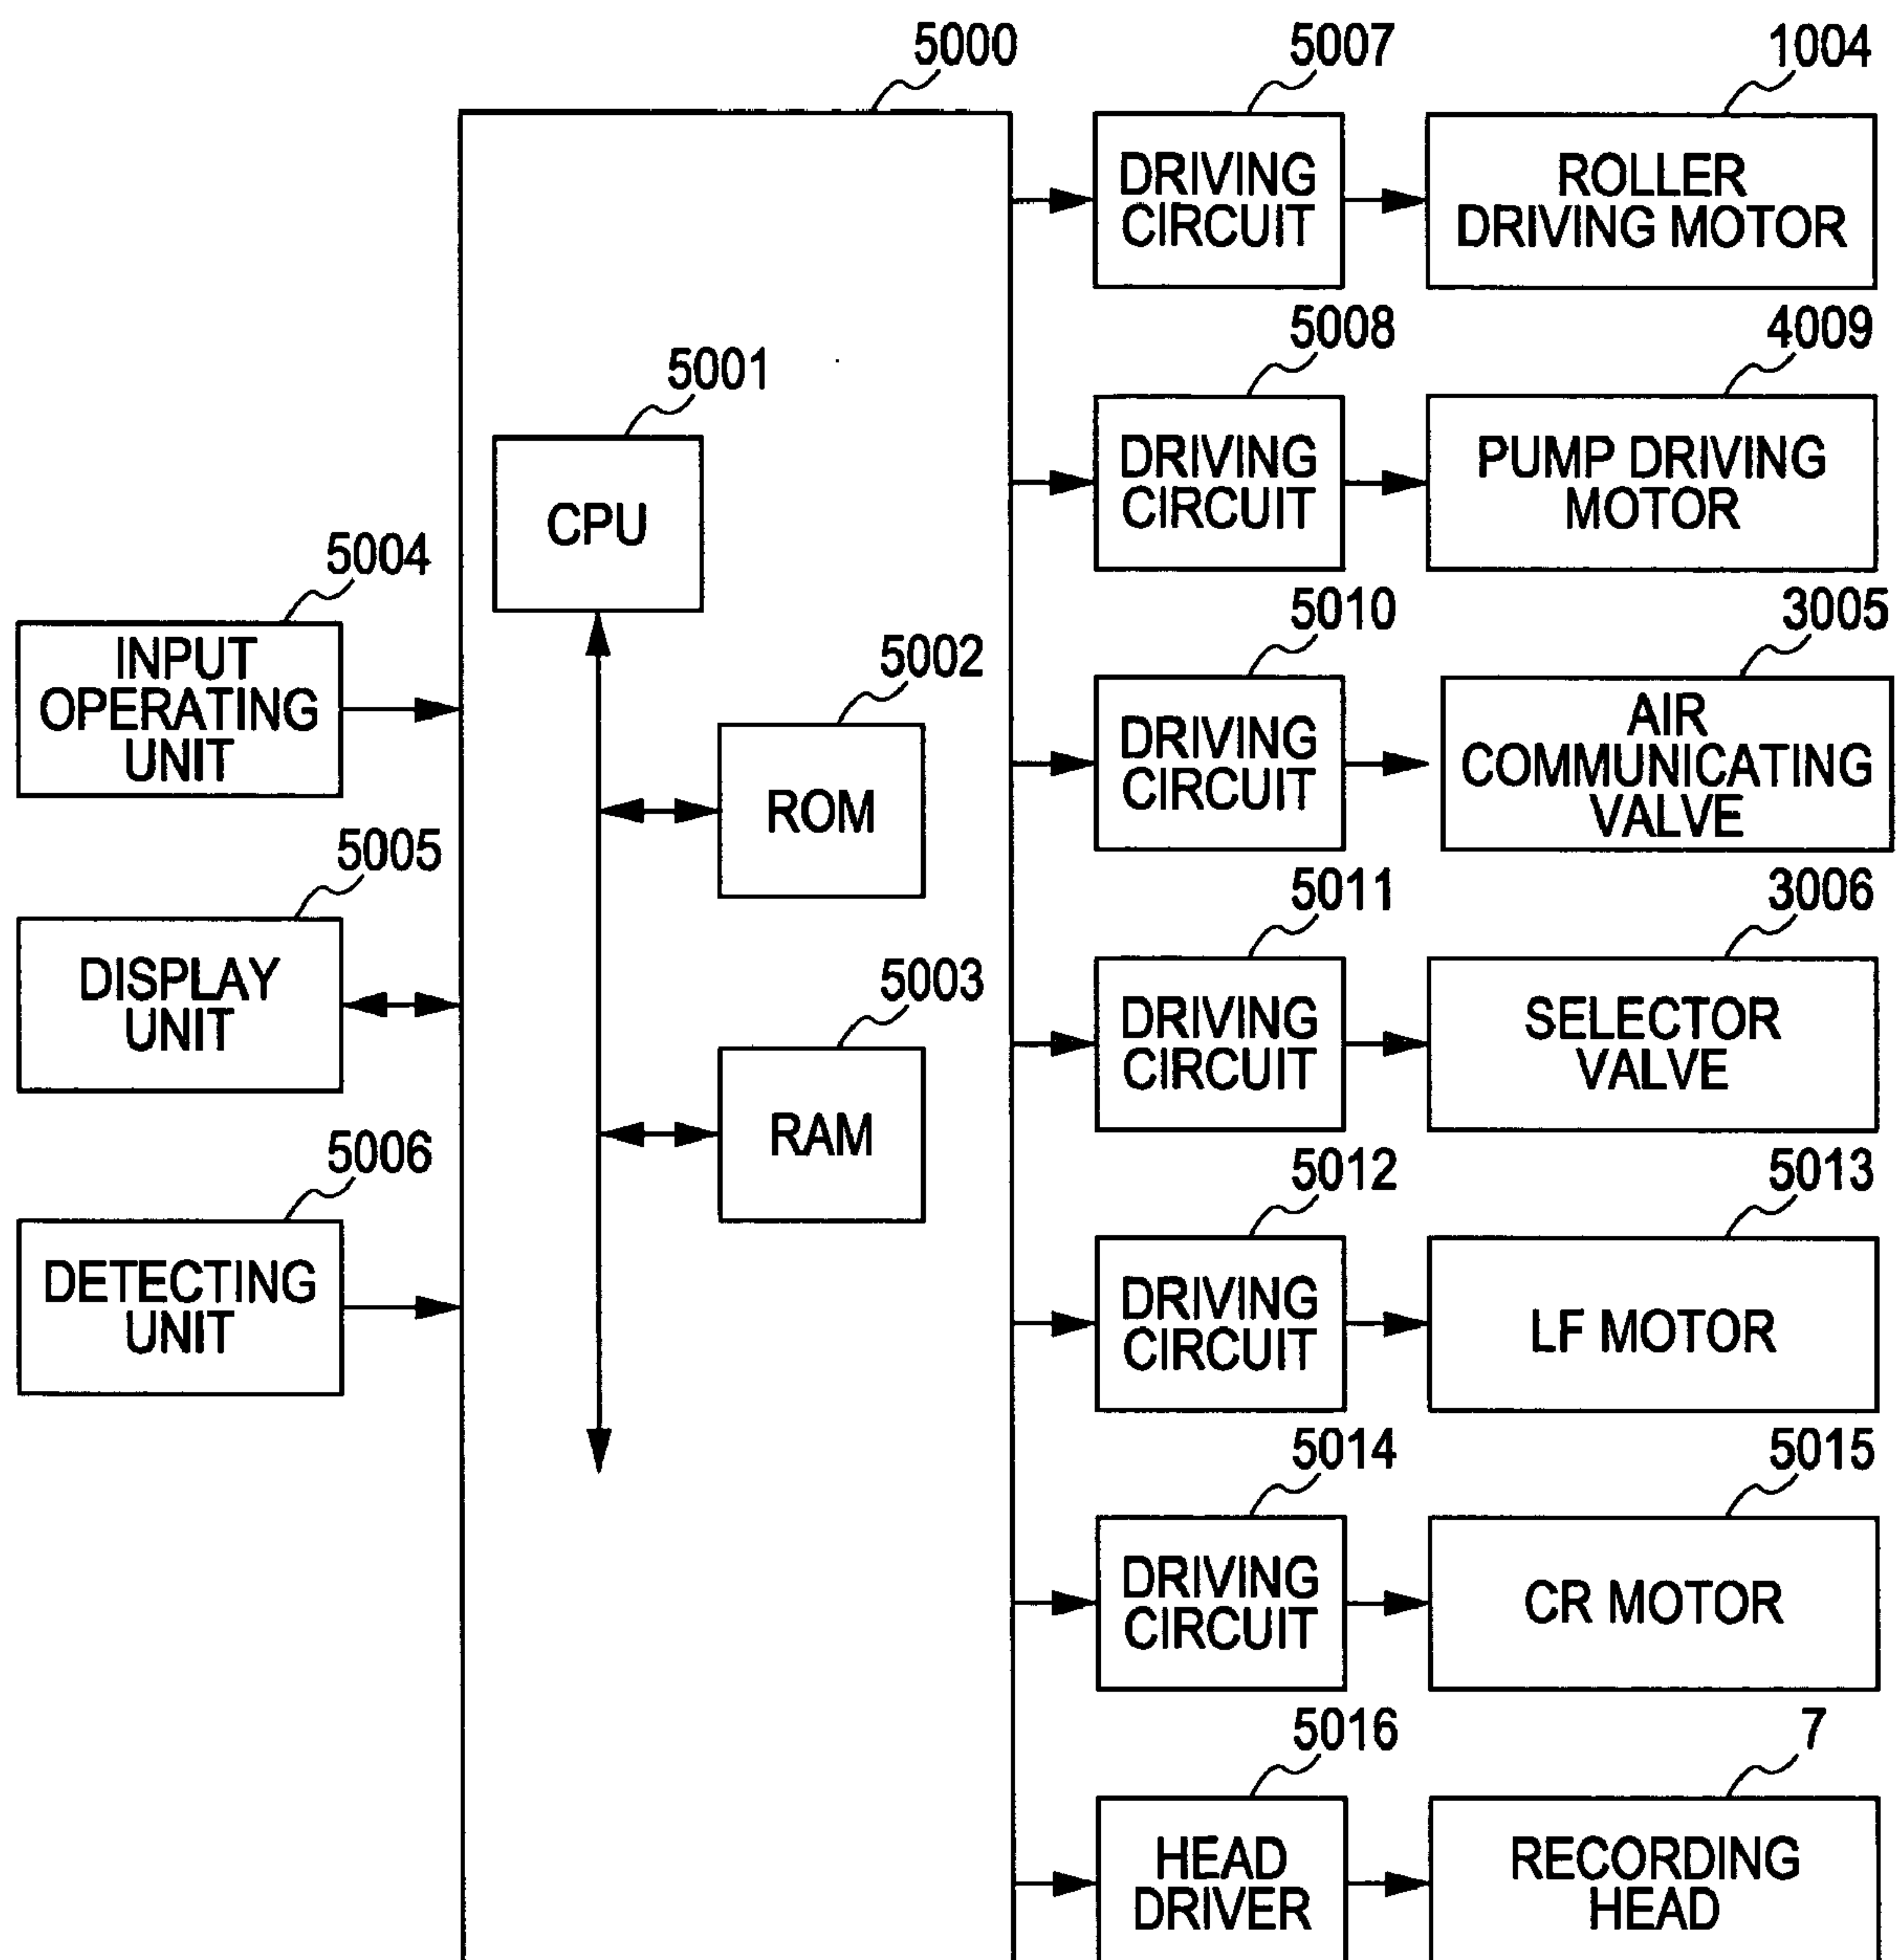 5000
5007
1004
DRIVING
CIRCUIT
ROLLER
DRIVING MOTOR
5008
4009
DRIVING
CIRCUIT
PUMP DRIVING
MOTOR
5001
CPU
5004
INPUT
OPERATING
UNIT
5010
3005
DRIVING
CIRCUIT
AIR
COMMUNICATING
VALVE
5002
ROM
5005
DISPLAY
UNIT
5011
3006
DRIVING
CIRCUIT
SELECTOR
VALVE
5003
RAM
5006
DETECTING
UNIT
5012
5013
DRIVING
CIRCUIT
LF MOTOR
5014
5015
DRIVING
CIRCUIT
CR MOTOR
5016
7
HEAD
DRIVER
RECORDING
HEAD